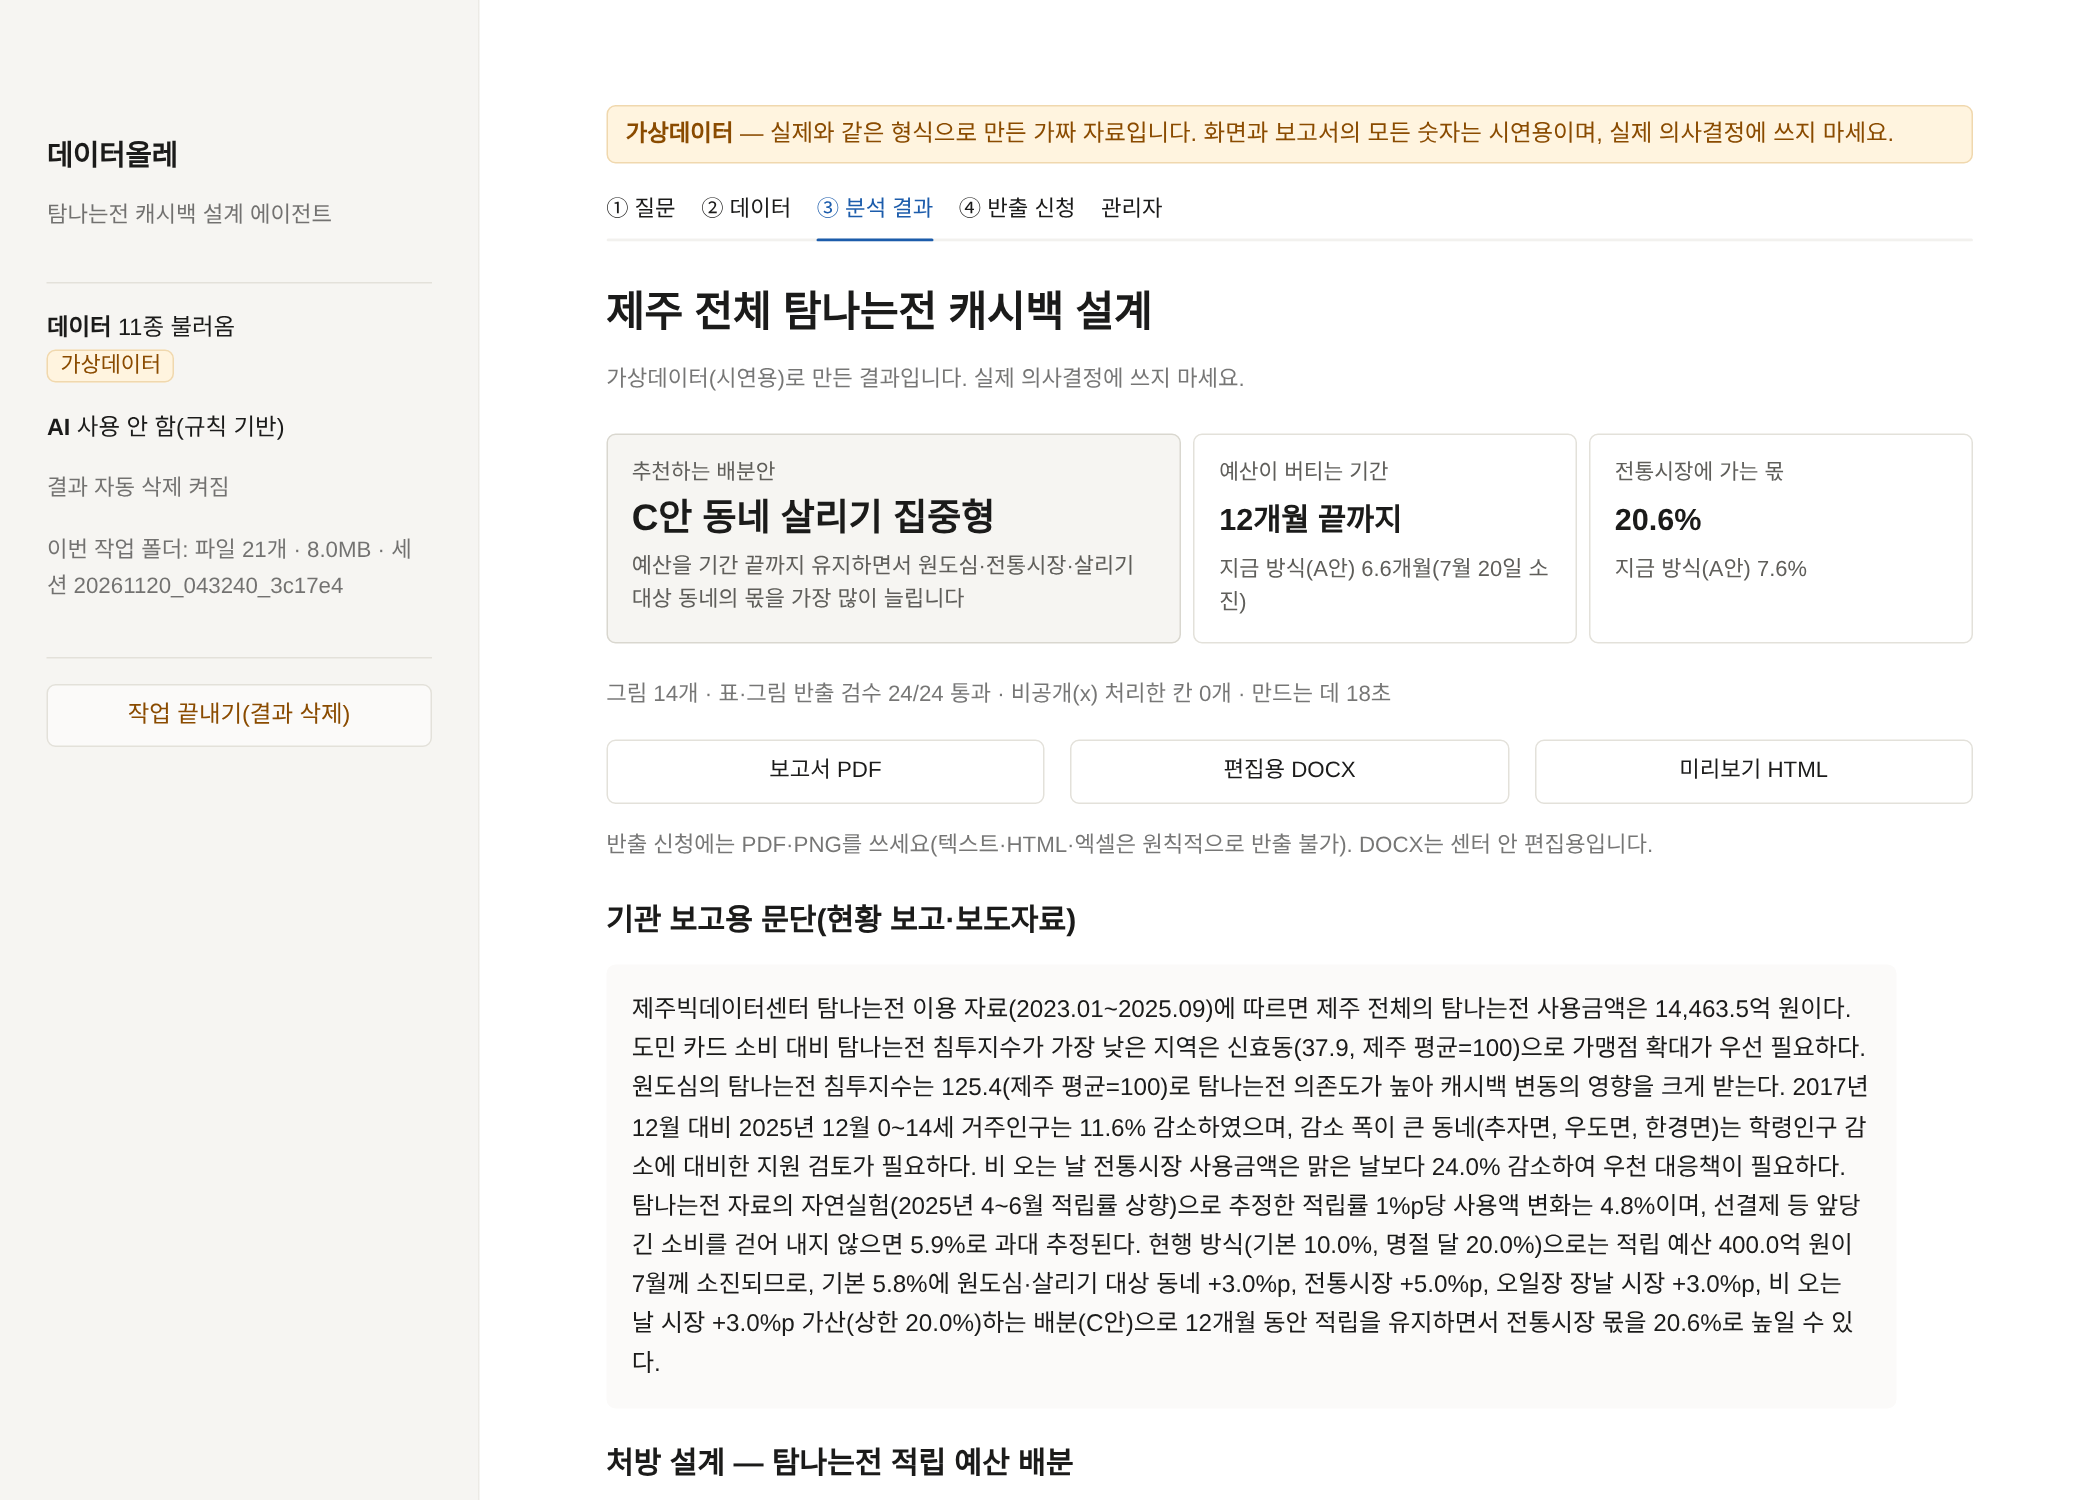 데이터올레
탐나는전 캐시백 설계 에이전트
데이터 11종 불러옴
가상데이터
AI 사용 안 함(규칙 기반)
결과 자동 삭제 켜짐
이번 작업 폴더: 파일 21개 · 8.0MB · 세
션 20261120_043240_3c17e4
작업 끝내기(결과 삭제)
가상데이터 — 실제와 같은 형식으로 만든 가짜 자료입니다. 화면과 보고서의 모든 숫자는 시연용이며, 실제 의사결정에 쓰지 마세요.
① 질문 ② 데이터 ③ 분석 결과 ④ 반출 신청 관리자
제주 전체 탐나는전 캐시백 설계
가상데이터(시연용)로 만든 결과입니다. 실제 의사결정에 쓰지 마세요.
추천하는 배분안
C안 동네 살리기 집중형
예산을 기간 끝까지 유지하면서 원도심·전통시장·살리기
대상 동네의 몫을 가장 많이 늘립니다
예산이 버티는 기간
12개월 끝까지
지금 방식(A안) 6.6개월(7월 20일 소
진)
전통시장에 가는 몫
20.6%
지금 방식(A안) 7.6%
그림 14개 · 표·그림 반출 검수 24/24 통과 · 비공개(x) 처리한 칸 0개 · 만드는 데 18초
보고서 PDF
편집용 DOCX
미리보기 HTML
반출 신청에는 PDF·PNG를 쓰세요(텍스트·HTML·엑셀은 원칙적으로 반출 불가). DOCX는 센터 안 편집용입니다.
기관 보고용 문단(현황 보고·보도자료)
제주빅데이터센터 탐나는전 이용 자료(2023.01~2025.09)에 따르면 제주 전체의 탐나는전 사용금액은 14,463.5억 원이다.
도민 카드 소비 대비 탐나는전 침투지수가 가장 낮은 지역은 신효동(37.9, 제주 평균=100)으로 가맹점 확대가 우선 필요하다.
원도심의 탐나는전 침투지수는 125.4(제주 평균=100)로 탐나는전 의존도가 높아 캐시백 변동의 영향을 크게 받는다. 2017년
12월 대비 2025년 12월 0~14세 거주인구는 11.6% 감소하였으며, 감소 폭이 큰 동네(추자면, 우도면, 한경면)는 학령인구 감
소에 대비한 지원 검토가 필요하다. 비 오는 날 전통시장 사용금액은 맑은 날보다 24.0% 감소하여 우천 대응책이 필요하다.
탐나는전 자료의 자연실험(2025년 4~6월 적립률 상향)으로 추정한 적립률 1%p당 사용액 변화는 4.8%이며, 선결제 등 앞당
긴 소비를 걷어 내지 않으면 5.9%로 과대 추정된다. 현행 방식(기본 10.0%, 명절 달 20.0%)으로는 적립 예산 400.0억 원이
7월께 소진되므로, 기본 5.8%에 원도심·살리기 대상 동네 +3.0%p, 전통시장 +5.0%p, 오일장 장날 시장 +3.0%p, 비 오는
날 시장 +3.0%p 가산(상한 20.0%)하는 배분(C안)으로 12개월 동안 적립을 유지하면서 전통시장 몫을 20.6%로 높일 수 있
다.
처방 설계 — 탐나는전 적립 예산 배분